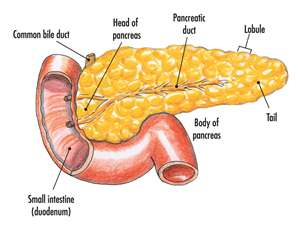 Common bile duct
Head of
pancreas
Pancreatic
duct
Lobule
Tail
Body of
pancreas
Small intestine
(duodenum)